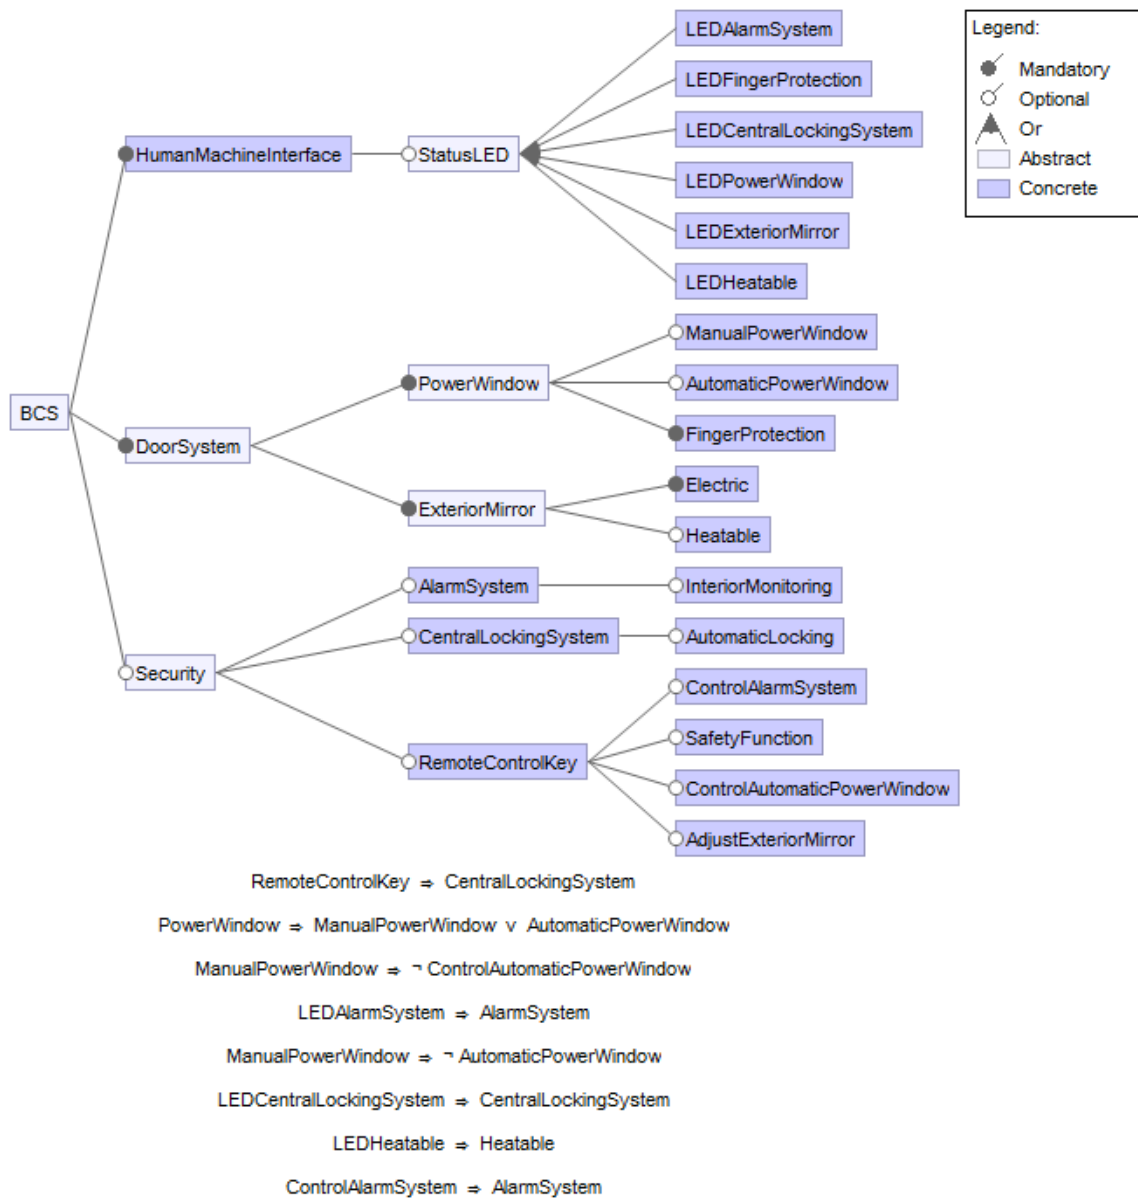 LEDAlarmSystem
LEDFingerProtection
LEDCentralLockingSystem
LEDPowerWindow
LEDExteriorMirror
LEDHeatable
HumanMachineInterface
StatusLED
Legend:
Mandatory
Optional
Or
Abstract
Concrete
BCS
DoorSystem
PowerWindow
ManualPowerWindow
AutomaticPowerWindow
FingerProtection
ExteriorMirror
Electric
Heatable
Security
AlarmSystem
InteriorMonitoring
CentralLockingSystem
AutomaticLocking
RemoteControlKey
ControlAlarmSystem
SafetyFunction
ControlAutomaticPowerWindow
AdjustExteriorMirror
RemoteControlKey ⇒ CentralLockingSystem
PowerWindow ⇒ ManualPowerWindow ∨ AutomaticPowerWindow
ManualPowerWindow ⇒ ¬ ControlAutomaticPowerWindow
LEDAlarmSystem ⇒ AlarmSystem
ManualPowerWindow ⇒ ¬ AutomaticPowerWindow
LEDCentralLockingSystem ⇒ CentralLockingSystem
LEDHeatable ⇒ Heatable
ControlAlarmSystem ⇒ AlarmSystem